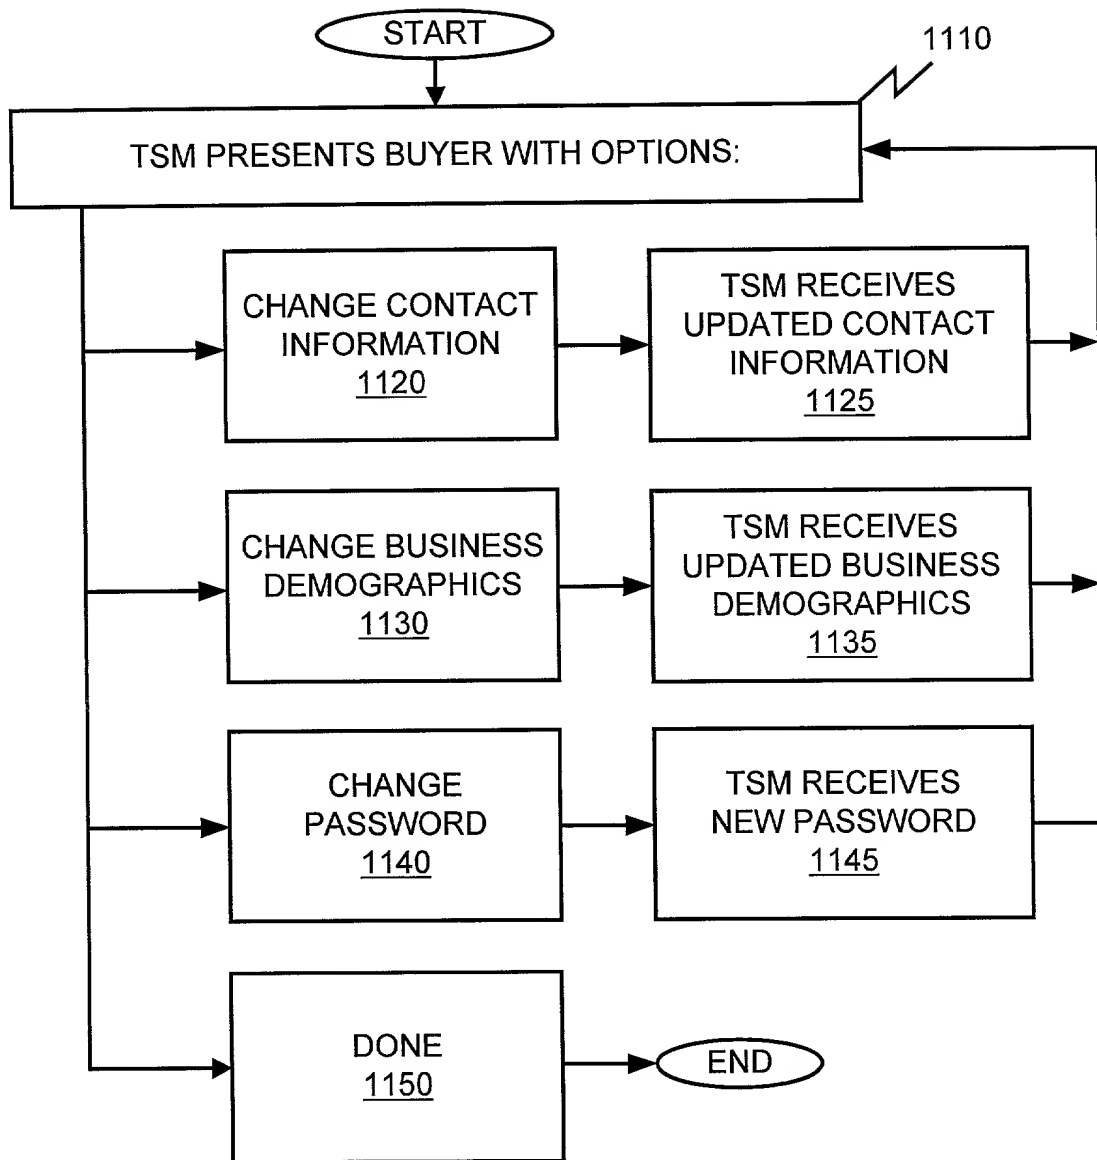 START
1110
TSM PRESENTS BUYER WITH OPTIONS:
CHANGE CONTACT
INFORMATION
1120
TSM RECEIVES
UPDATED CONTACT
INFORMATION
1125
CHANGE BUSINESS
DEMOGRAPHICS
1130
TSM RECEIVES
UPDATED BUSINESS
DEMOGRAPHICS
1135
CHANGE
PASSWORD
1140
TSM RECEIVES
NEW PASSWORD
1145
DONE
1150
END